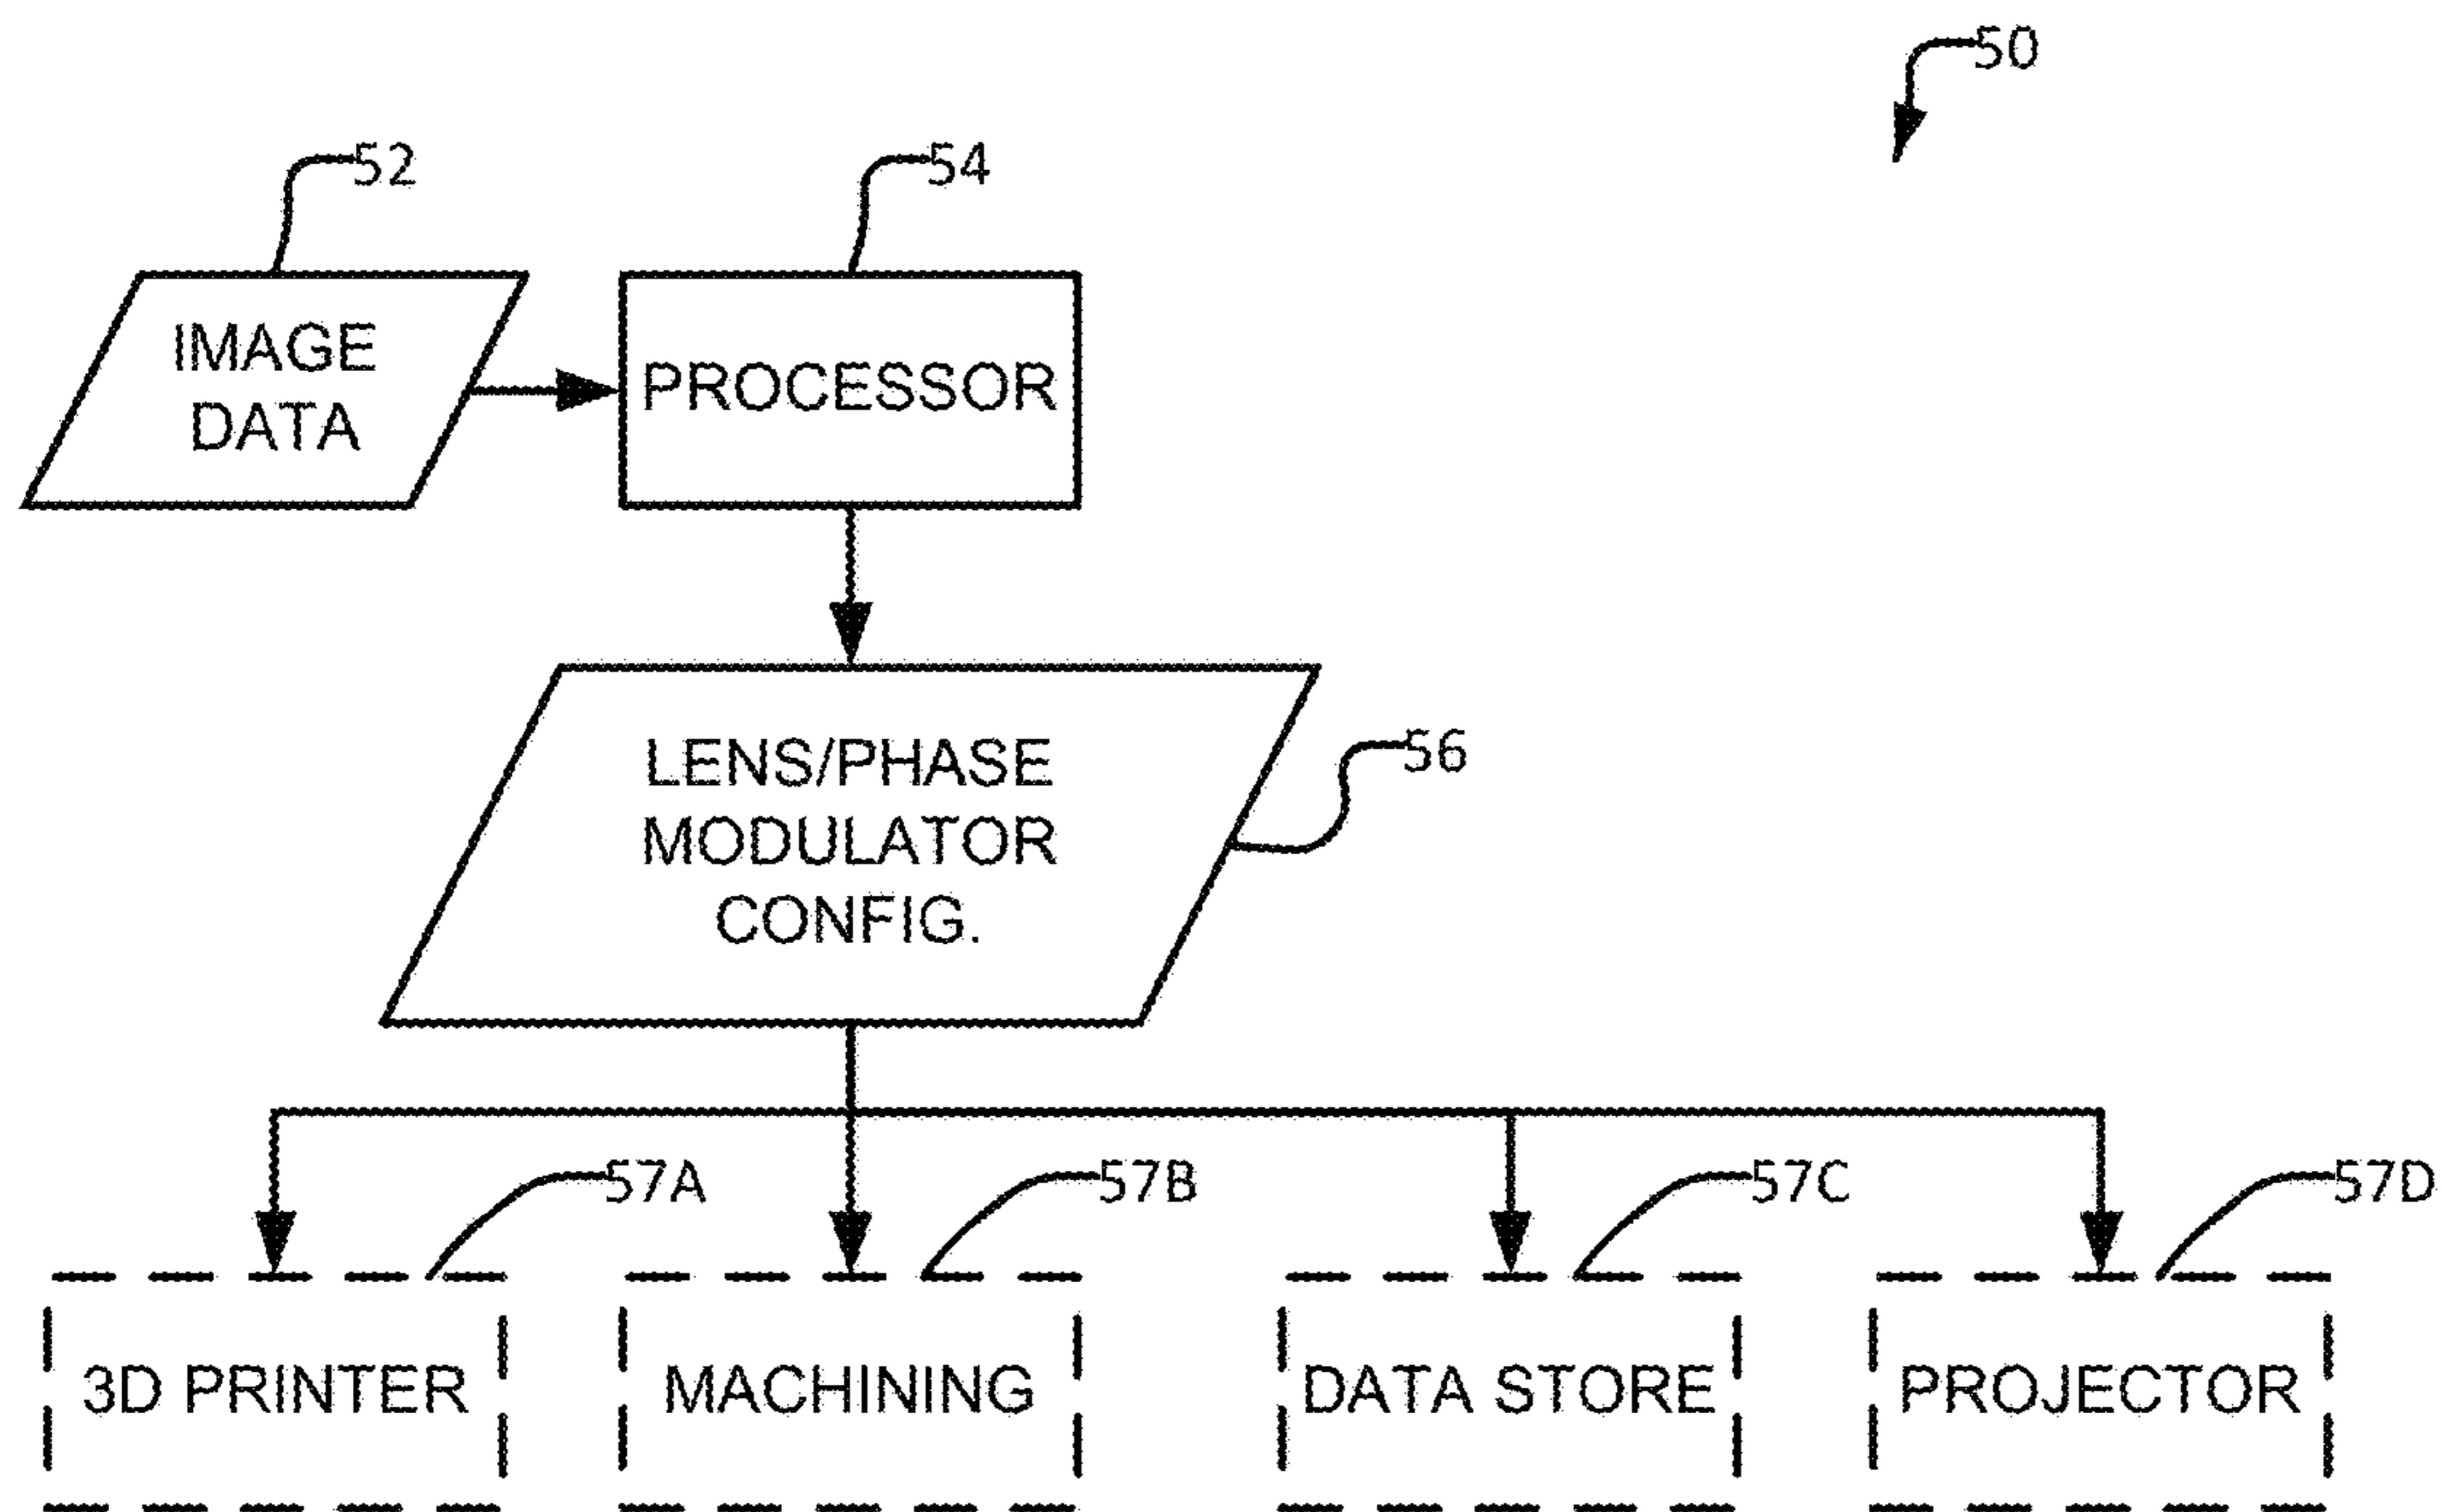 50
52
54
IMAGE
DATA
PROCESSOR
LENS/PHASE
MODULATOR
CONFIG.
56
57A
57B
57C
57D
3D PRINTER
MACHINING
DATA STORE
PROJECTOR